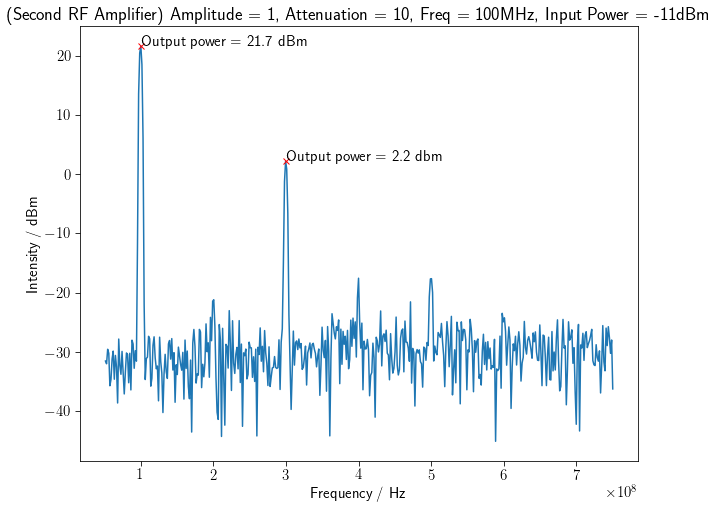 (Second RF Amplifier) Amplitude = 1, Attenuation = 10, Freq = 100MHz, Input Power = -11dBm
Output power = 21.7 dBm
Output power = 2.2 dbm
Intensity / dBm
20
10
0
−10
−20
−30
−40
1 2 3 4 5 6 7
Frequency / Hz
×10⁸